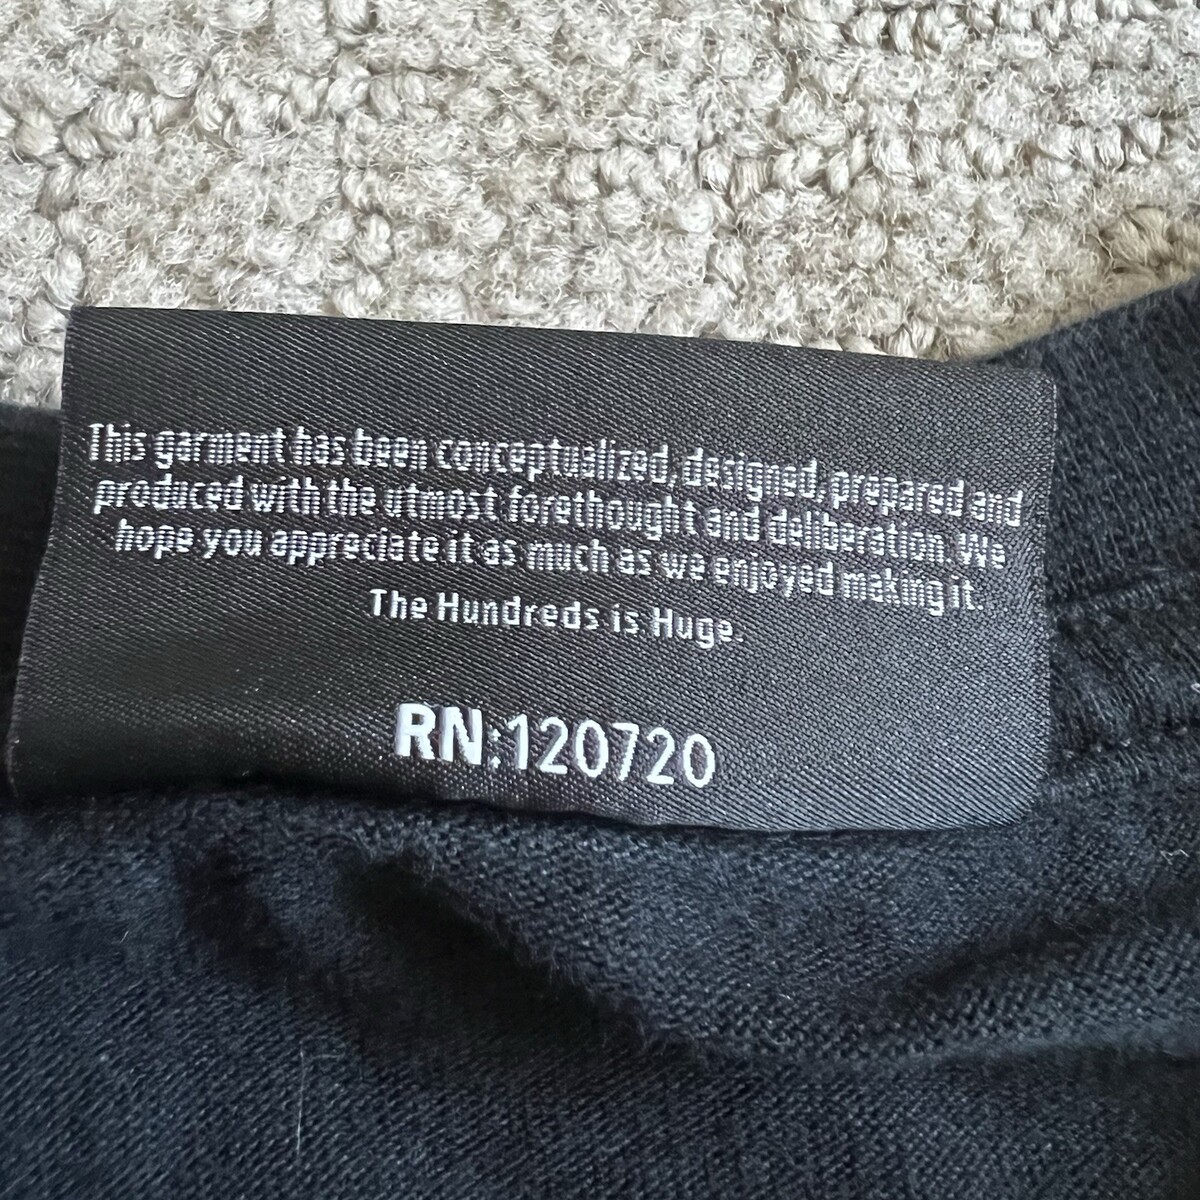 This garment has been conceptualized, designed, prepared and
produced with the utmost forethought and deliberation. We
hope you appreciate it as much as we enjoyed making it.
The Hundreds is Huge.
RN:120720